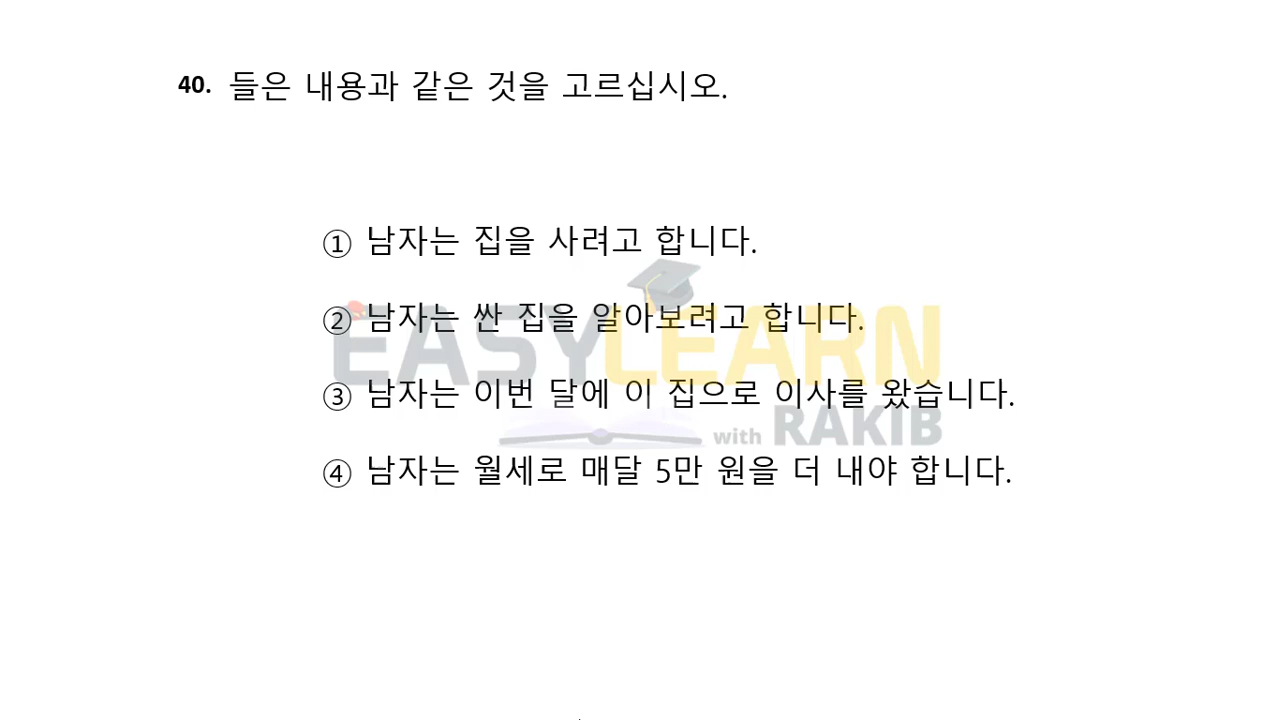 40. 들은 내용과 같은 것을 고르십시오.
① 남자는 집을 사려고 합니다.
② 남자는 싼 집을 알아보려고 합니다.
③ 남자는 이번 달에 이 집으로 이사를 왔습니다.
④ 남자는 월세로 매달 5만 원을 더 내야 합니다.
EASYLEARN
with RAKIB